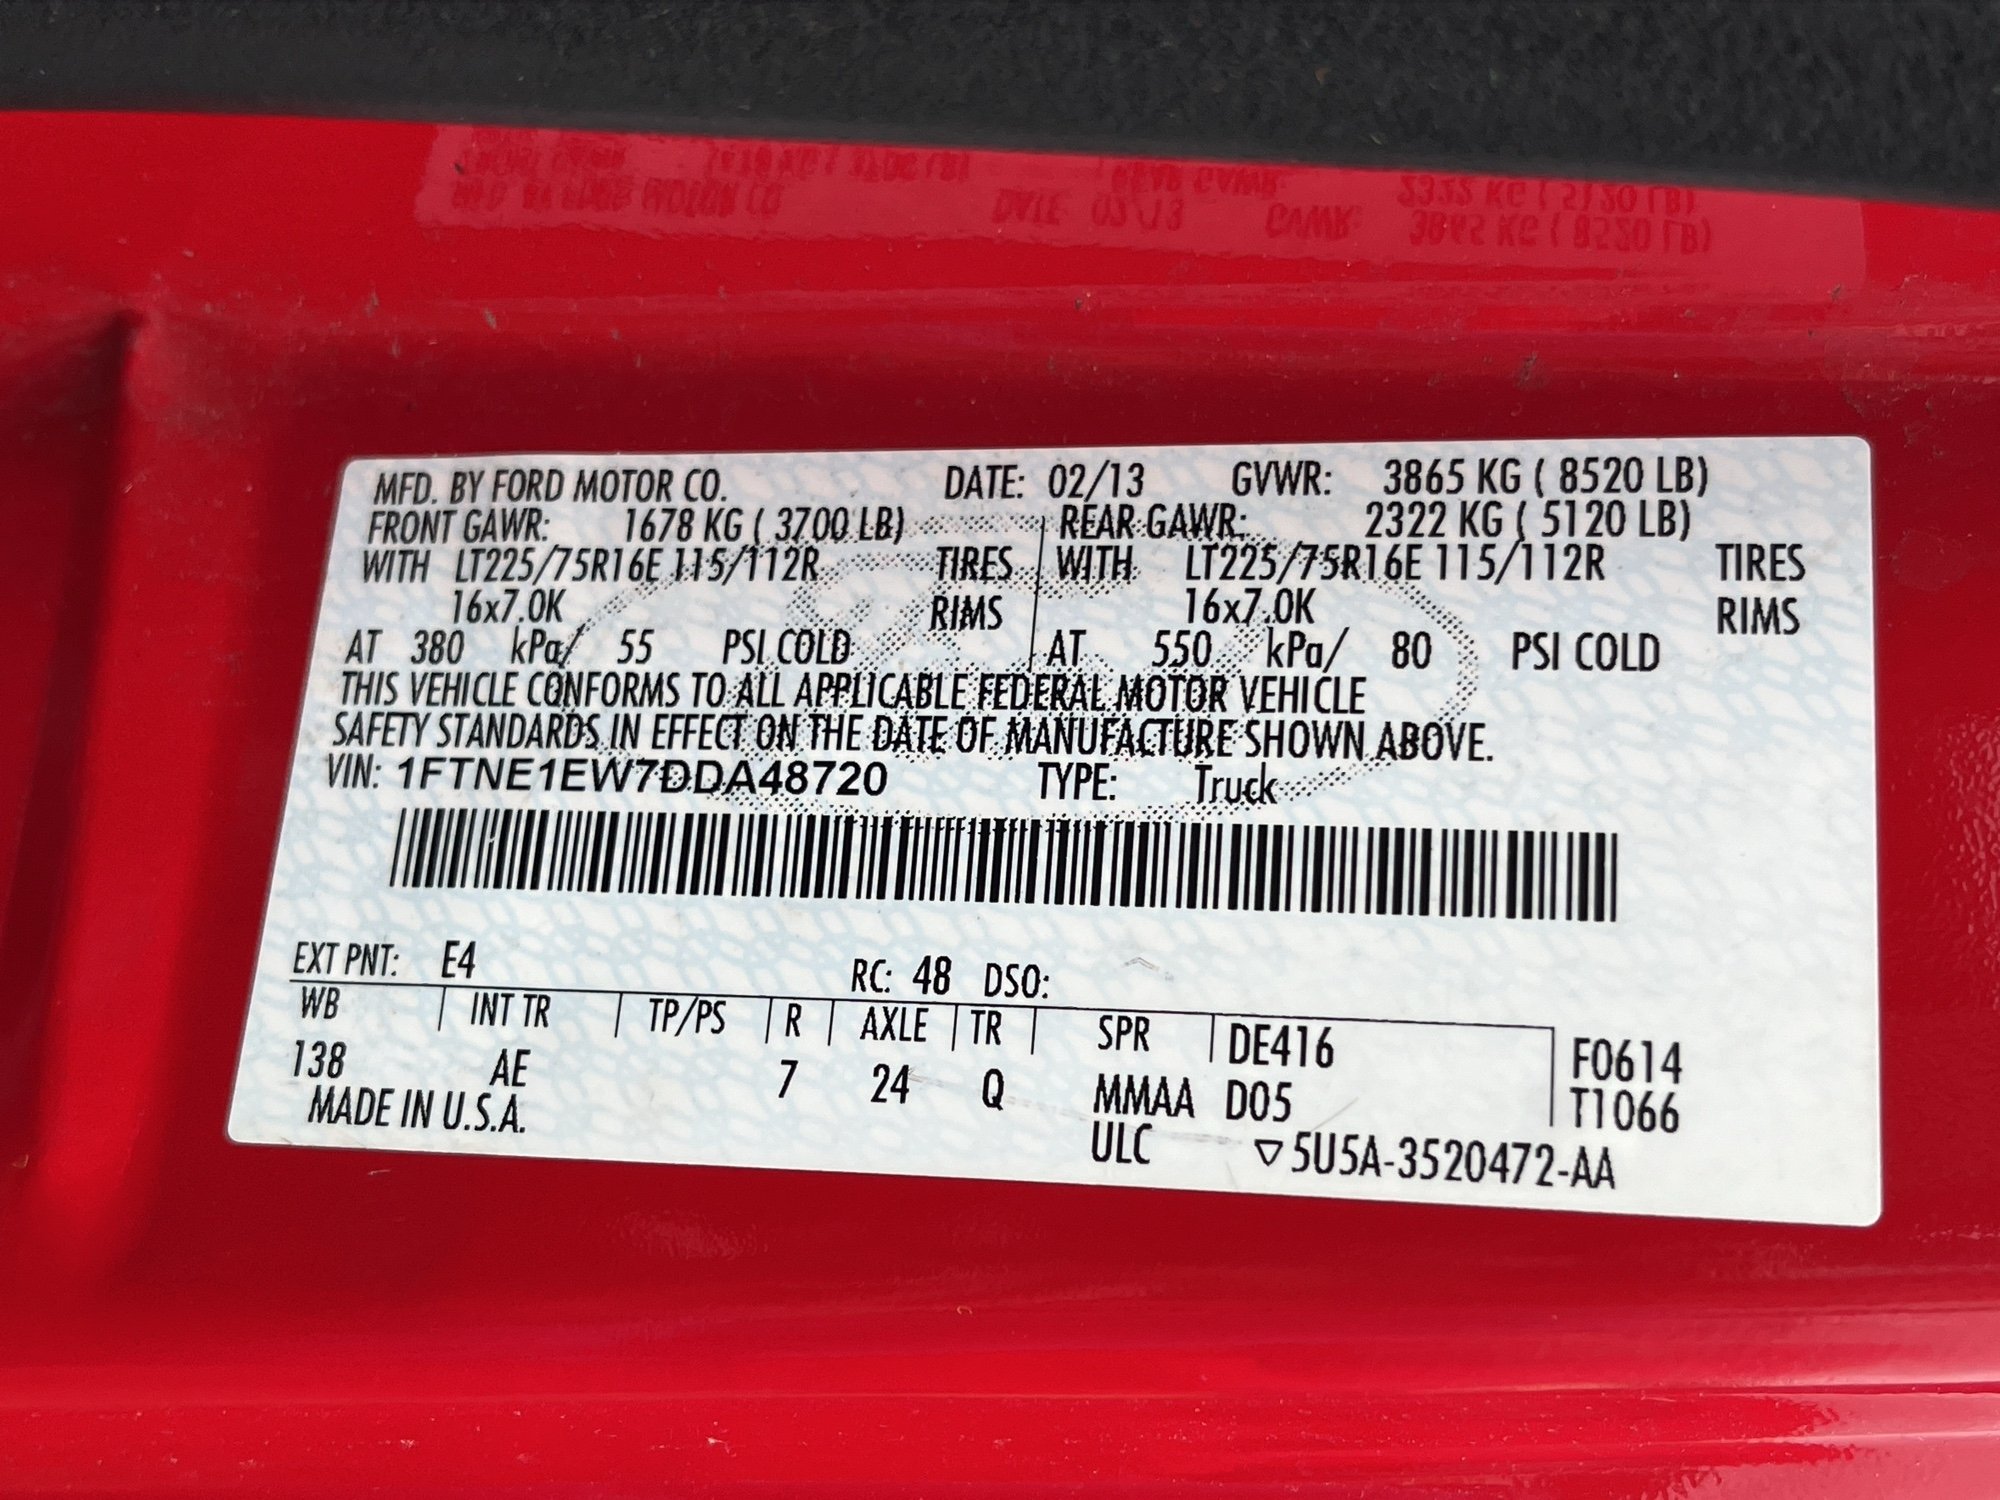 MFD. BY FORD MOTOR CO. DATE: 02/13 GVWR: 3865 KG ( 8520 LB)
FRONT GAWR: 1678 KG ( 3700 LB) REAR GAWR: 2322 KG ( 5120 LB)
WITH LT225/75R16E 115/112R TIRES WITH LT225/75R16E 115/112R TIRES
16x7.0K RIMS 16x7.0K RIMS
AT 380 kPa/ 55 PSI COLD AT 550 kPa/ 80 PSI COLD
THIS VEHICLE CONFORMS TO ALL APPLICABLE FEDERAL MOTOR VEHICLE
SAFETY STANDARDS IN EFFECT ON THE DATE OF MANUFACTURE SHOWN ABOVE.
VIN: 1FTNE1EW7DDA48720 TYPE: Truck
EXT PNT: E4 RC: 48 DSO:
WB INT TR TP/PS R AXLE TR SPR DE416 F0614
138 AE 7 24 Q MMAA D05 T1066
MADE IN U.S.A. ULC ▽5U5A-3520472-AA